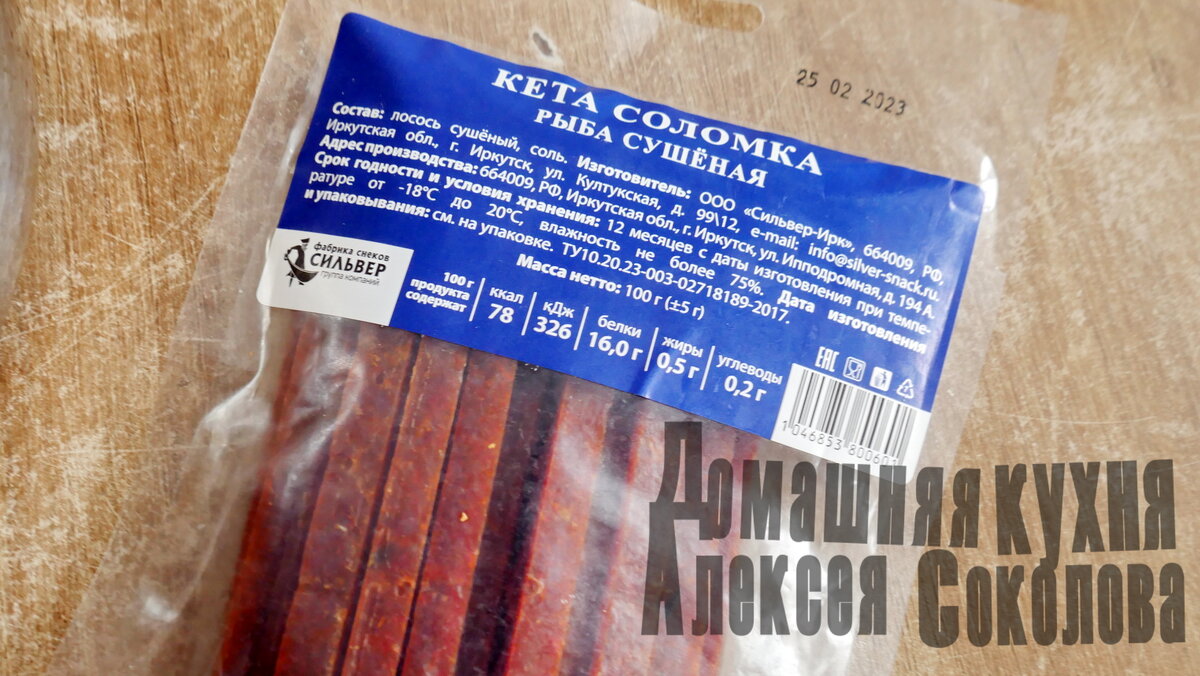 25 02 2023
КЕТА СОЛОМКА
РЫБА СУШЁНАЯ
Состав: лосось сушёный, соль. Изготовитель: ООО «Сильвер-Ирк», 664009, РФ,
Иркутская обл., г. Иркутск, ул. Култукская, д. 99\12, e-mail: info@silver-snack.ru.
Адрес производства: 664009, РФ, Иркутская обл., г. Иркутск, ул. Ипподромная, д. 194 А.
Срок годности и условия хранения: 12 месяцев с даты изготовления при темпе-
ратуре от -18°С до 20°С, влажность не более 75%. Дата изготовления
и упаковывания: см. на упаковке. ТУ10.20.23-003-02718189-2017.
Масса нетто: 100 г (±5 г)
фабрика снеков
СИЛЬВЕР
группа компаний
100 г продукта содержат
ккал 78
кДж 326
белки 16,0 г
жиры 0,5 г
углеводы 0,2 г
EAC
1 046853 800601
Домашняя кухня
Алексея Соколова